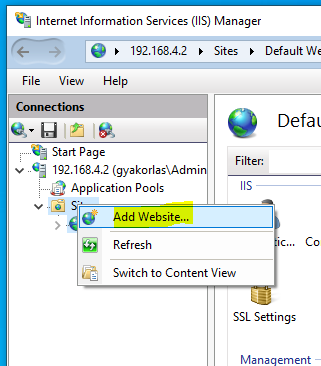 Internet Information Services (IIS) Manager
192.168.4.2 Sites Default We
File View Help
Connections
Start Page
192.168.4.2 (gyakorlas\Admin
Application Pools
Sit
Add Website...
Refresh
Switch to Content View
Defau
Filter:
IIS
SSL Settings
Management